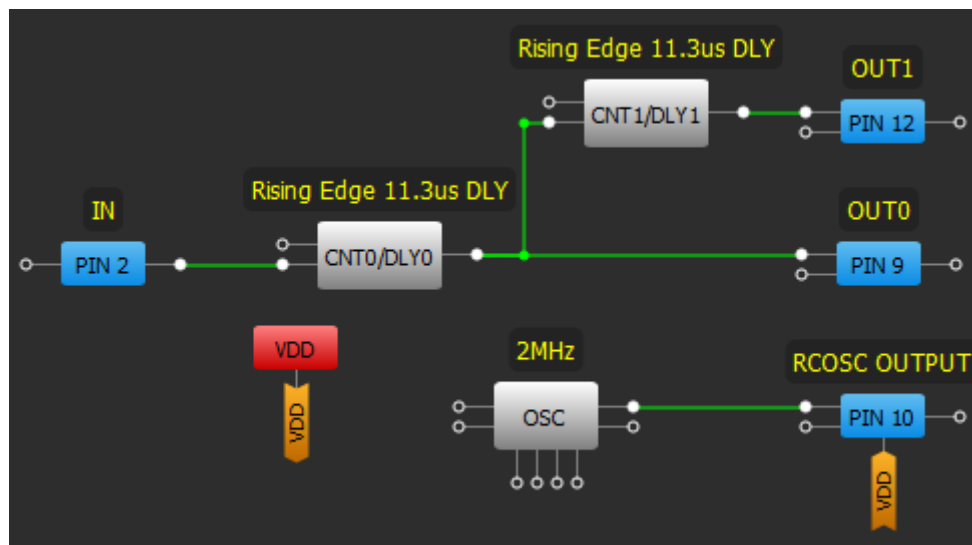 Rising Edge 11.3us DLY
OUT1
CNT1/DLY1
PIN 12
Rising Edge 11.3us DLY
IN
OUT0
PIN 2
CNT0/DLY0
PIN 9
VDD
2MHz
RCOSC OUTPUT
VDD
OSC
PIN 10
VDD